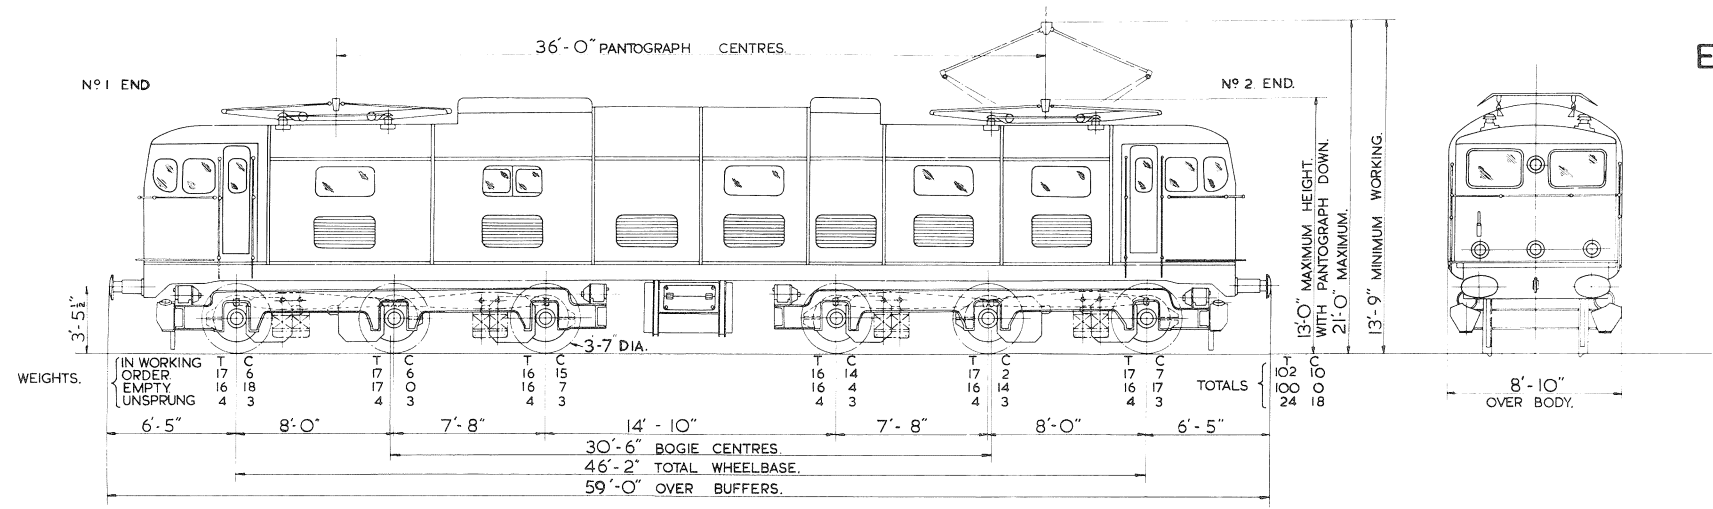 36'-0" PANTOGRAPH CENTRES.
E
Nº 1 END
Nº 2 END.
13'-0" MAXIMUM HEIGHT.
WITH PANTOGRAPH DOWN.
21'-0" MAXIMUM.
13'-9" MINIMUM WORKING.
3'-5½"
3-7" DIA.
T C T C T C T C T C T C T C
WEIGHTS.
IN WORKING ORDER. 17 6 17 6 16 15 16 14 17 2 17 7 102 10
EMPTY 16 18 17 0 16 7 16 4 16 14 16 17 TOTALS 100 0
UNSPRUNG 4 3 4 3 4 3 4 3 4 3 4 3 24 18
8'-10"
OVER BODY.
6'-5" 8'-0" 7'-8" 14'-10" 7'-8" 8'-0" 6'-5"
30'-6" BOGIE CENTRES.
46'-2" TOTAL WHEELBASE.
59'-0" OVER BUFFERS.